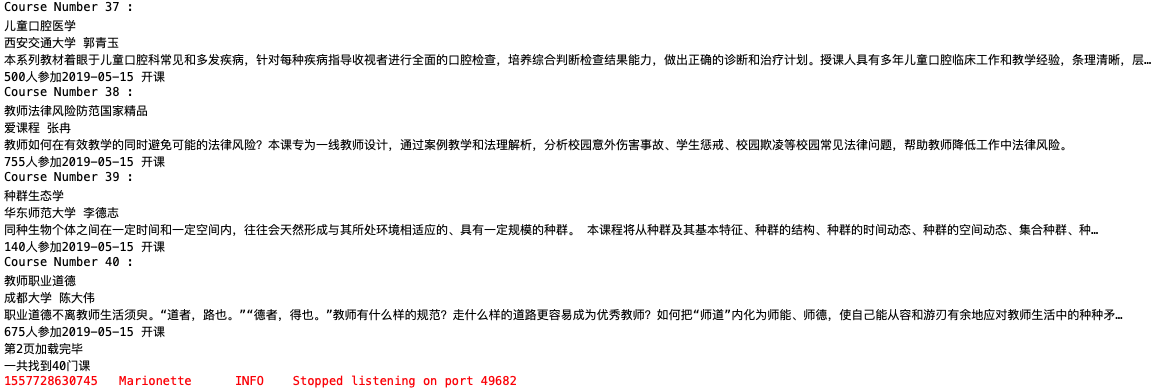 Course Number 37 :
儿童口腔医学
西安交通大学 郭青玉
本系列教材着眼于儿童口腔科常见和多发疾病，针对每种疾病指导收视者进行全面的口腔检查，培养综合判断检查结果能力，做出正确的诊断和治疗计划。授课人具有多年儿童口腔临床工作和教学经验，条理清晰，层…
500人参加2019-05-15 开课
Course Number 38 :
教师法律风险防范国家精品
爱课程 张冉
教师如何在有效教学的同时避免可能的法律风险？本课专为一线教师设计，通过案例教学和法理解析，分析校园意外伤害事故、学生惩戒、校园欺凌等校园常见法律问题，帮助教师降低工作中法律风险。
755人参加2019-05-15 开课
Course Number 39 :
种群生态学
华东师范大学 李德志
同种生物个体之间在一定时间和一定空间内，往往会天然形成与其所处环境相适应的、具有一定规模的种群。 本课程将从种群及其基本特征、种群的结构、种群的时间动态、种群的空间动态、集合种群、种…
140人参加2019-05-15 开课
Course Number 40 :
教师职业道德
成都大学 陈大伟
职业道德不离教师生活须臾。“道者，路也。”“德者，得也。”教师有什么样的规范？走什么样的道路更容易成为优秀教师？如何把“师道”内化为师能、师德，使自己能从容和游刃有余地应对教师生活中的种种矛…
675人参加2019-05-15 开课
第2页加载完毕
一共找到40门课
1557728630745 Marionette INFO Stopped listening on port 49682